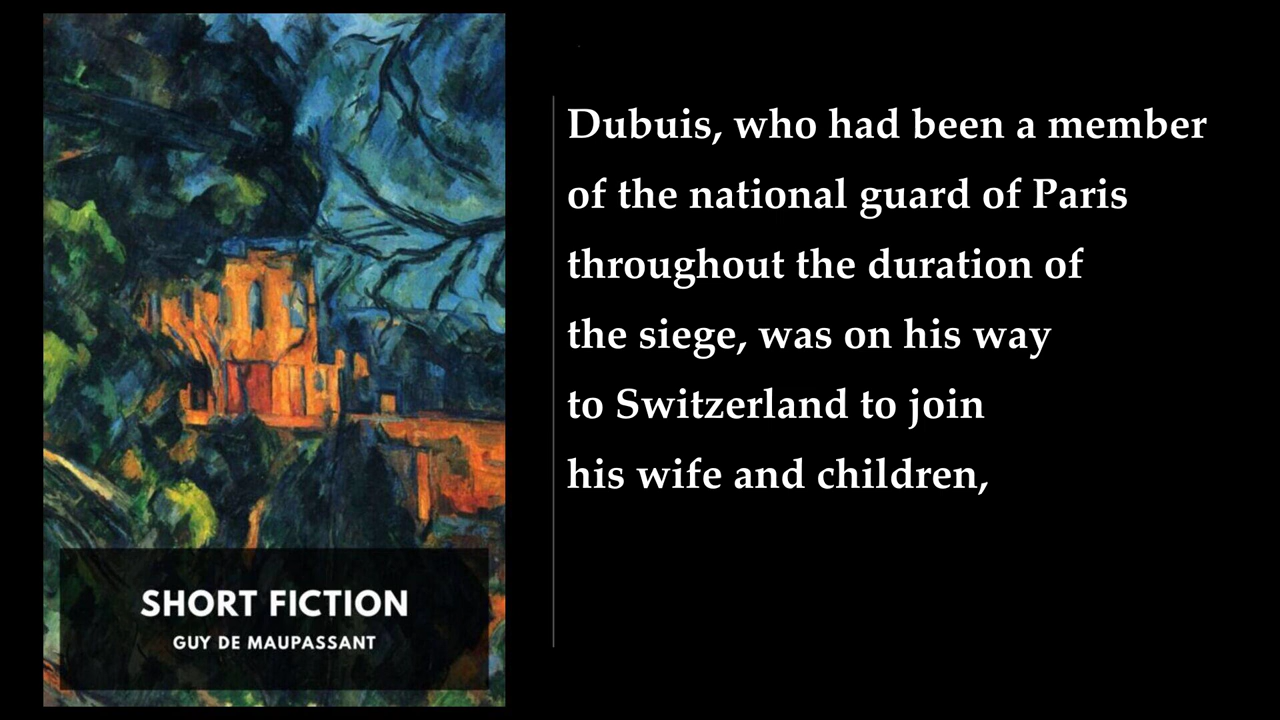 Dubuis, who had been a member
of the national guard of Paris
throughout the duration of
the siege, was on his way
to Switzerland to join
his wife and children,
SHORT FICTION
GUY DE MAUPASSANT